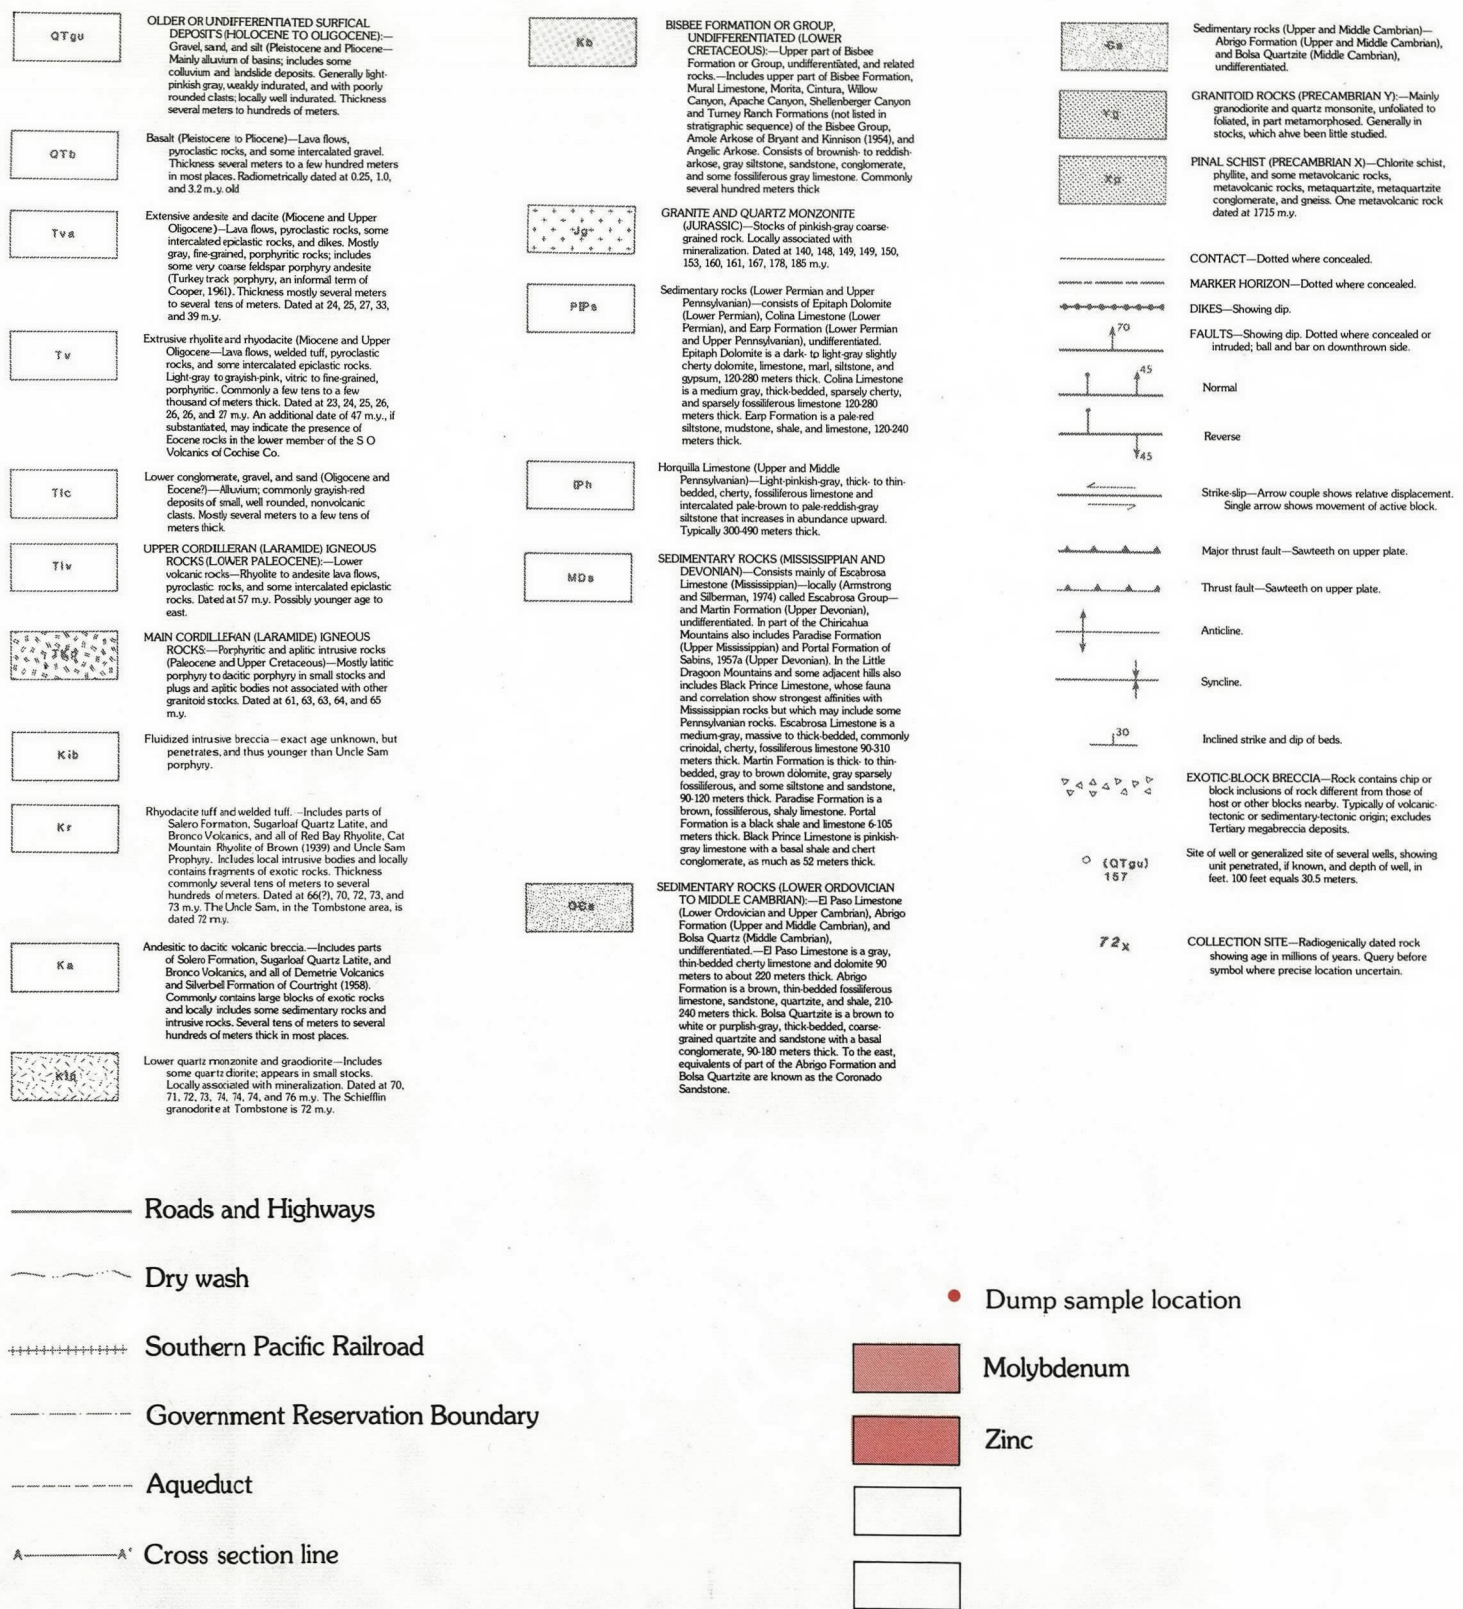 QTgu
OLDER OR UNDIFFERENTIATED SURFICAL
DEPOSITS (HOLOCENE TO OLIGOCENE):—
Gravel, sand, and silt (Pleistocene and Pliocene—
Mainly alluvium of basins; includes some
colluvium and landslide deposits. Generally light-
pinkish gray, weakly indurated, and with poorly
rounded clasts; locally well indurated. Thickness
several meters to hundreds of meters.
QTb
Basalt (Pleistocene to Pliocene)—Lava flows,
pyroclastic rocks, and some intercalated gravel.
Thickness several meters to a few hundred meters
in most places. Radiometrically dated at 0.25, 1.0,
and 3.2 m.y. old
Tva
Extensive andesite and dacite (Miocene and Upper
Oligocene)—Lava flows, pyroclastic rocks, some
intercalated epiclastic rocks, and dikes. Mostly
gray, fine-grained, porphyritic rocks; includes
some very coarse feldspar porphyry andesite
(Turkey track porphyry, an informal term of
Cooper, 1961). Thickness mostly several meters
to several tens of meters. Dated at 24, 25, 27, 33,
and 39 m.y.
Tv
Extrusive rhyolite and rhyodacite (Miocene and Upper
Oligocene—Lava flows, welded tuff, pyroclastic
rocks, and some intercalated epiclastic rocks.
Light-gray to grayish-pink, vitric to fine-grained,
porphyritic. Commonly a few tens to a few
thousand of meters thick. Dated at 23, 24, 25, 26,
26, 26, and 27 m.y. An additional date of 47 m.y., if
substantiated, may indicate the presence of
Eocene rocks in the lower member of the S O
Volcanics of Cochise Co.
Tlc
Lower conglomerate, gravel, and sand (Oligocene and
Eocene?)—Alluvium; commonly grayish-red
deposits of small, well rounded, nonvolcanic
clasts. Mostly several meters to a few tens of
meters thick.
Tlv
UPPER CORDILLERAN (LARAMIDE) IGNEOUS
ROCKS (LOWER PALEOCENE):—Lower
volcanic rocks—Rhyolite to andesite lava flows,
pyroclastic rocks, and some intercalated epiclastic
rocks. Dated at 57 m.y. Possibly younger age to
east.
MAIN CORDILLERAN (LARAMIDE) IGNEOUS
ROCKS:—Porphyritic and aplitic intrusive rocks
(Paleocene and Upper Cretaceous)—Mostly latitic
porphyry to dacitic porphyry in small stocks and
plugs and aplitic bodies not associated with other
granitoid stocks. Dated at 61, 63, 63, 64, and 65
m.y.
Kib
Fluidized intrusive breccia—exact age unknown, but
penetrates, and thus younger than Uncle Sam
porphyry.
Kr
Rhyodacite tuff and welded tuff. —Includes parts of
Salero Formation, Sugarloaf Quartz Latite, and
Bronco Volcanics, and all of Red Bay Rhyolite, Cat
Mountain Rhyolite of Brown (1939) and Uncle Sam
Prophyry. Includes local intrusive bodies and locally
contains fragments of exotic rocks. Thickness
commonly several tens of meters to several
hundreds of meters. Dated at 66(?), 70, 72, 73, and
73 m.y. The Uncle Sam, in the Tombstone area, is
dated 72 m.y.
Ka
Andesitic to dacitic volcanic breccia.—Includes parts
of Solero Formation, Sugarloaf Quartz Latite, and
Bronco Volcanics, and all of Demetrie Volcanics
and Silverbell Formation of Courtright (1958).
Commonly contains large blocks of exotic rocks
and locally includes some sedimentary rocks and
intrusive rocks. Several tens of meters to several
hundreds of meters thick in most places.
Klg
Lower quartz monzonite and graodiorite—Includes
some quartz diorite; appears in small stocks.
Locally associated with mineralization. Dated at 70,
71, 72, 73, 74, 74, 74, and 76 m.y. The Schiefflin
granodorite at Tombstone is 72 m.y.
Kb
BISBEE FORMATION OR GROUP,
UNDIFFERENTIATED (LOWER
CRETACEOUS):—Upper part of Bisbee
Formation or Group, undifferentiated, and related
rocks.—Includes upper part of Bisbee Formation,
Mural Limestone, Morita, Cintura, Willow
Canyon, Apache Canyon, Shellenberger Canyon
and Turney Ranch Formations (not listed in
stratigraphic sequence) of the Bisbee Group,
Amole Arkose of Bryant and Kinnison (1954), and
Angelic Arkose. Consists of brownish- to reddish-
arkose, gray siltstone, sandstone, conglomerate,
and some fossiliferous gray limestone. Commonly
several hundred meters thick
Jg
GRANITE AND QUARTZ MONZONITE
(JURASSIC)—Stocks of pinkish-gray coarse-
grained rock. Locally associated with
mineralization. Dated at 140, 148, 149, 149, 150,
153, 160, 161, 167, 178, 185 m.y.
PIPs
Sedimentary rocks (Lower Permian and Upper
Pennsylvanian)—consists of Epitaph Dolomite
(Lower Permian), Colina Limestone (Lower
Permian), and Earp Formation (Lower Permian
and Upper Pennsylvanian), undifferentiated.
Epitaph Dolomite is a dark- to light-gray slightly
cherty dolomite, limestone, marl, siltstone, and
gypsum, 120-280 meters thick. Colina Limestone
is a medium gray, thick-bedded, sparsely cherty,
and sparsely fossiliferous limestone 120-280
meters thick. Earp Formation is a pale-red
siltstone, mudstone, shale, and limestone, 120-240
meters thick.
IPh
Horquilla Limestone (Upper and Middle
Pennsylvanian)—Light-pinkish-gray, thick- to thin-
bedded, cherty, fossiliferous limestone and
intercalated pale-brown to pale-reddish-gray
siltstone that increases in abundance upward.
Typically 300-490 meters thick.
MDs
SEDIMENTARY ROCKS (MISSISSIPPIAN AND
DEVONIAN)—Consists mainly of Escabrosa
Limestone (Mississippian)—locally (Armstrong
and Silberman, 1974) called Escabrosa Group—
and Martin Formation (Upper Devonian),
undifferentiated. In part of the Chiricahua
Mountains also includes Paradise Formation
(Upper Mississippian) and Portal Formation of
Sabins, 1957a (Upper Devonian). In the Little
Dragoon Mountains and some adjacent hills also
includes Black Prince Limestone, whose fauna
and correlation show strongest affinities with
Mississippian rocks but which may include some
Pennsylvanian rocks. Escabrosa Limestone is a
medium-gray, massive to thick-bedded, commonly
crinoidal, cherty, fossiliferous limestone 90-310
meters thick. Martin Formation is thick- to thin-
bedded, gray to brown dolomite, gray sparsely
fossiliferous, and some siltstone and sandstone,
90-120 meters thick. Paradise Formation is a
brown, fossiliferous, shaly limestone. Portal
Formation is a black shale and limestone 6-105
meters thick. Black Prince Limestone is pinkish-
gray limestone with a basal shale and chert
conglomerate, as much as 52 meters thick.
OCs
SEDIMENTARY ROCKS (LOWER ORDOVICIAN
TO MIDDLE CAMBRIAN):—El Paso Limestone
(Lower Ordovician and Upper Cambrian), Abrigo
Formation (Upper and Middle Cambrian), and
Bolsa Quartz (Middle Cambrian),
undifferentiated.—El Paso Limestone is a gray,
thin-bedded cherty limestone and dolomite 90
meters to about 220 meters thick. Abrigo
Formation is a brown, thin-bedded fossiliferous
limestone, sandstone, quartzite, and shale, 210-
240 meters thick. Bolsa Quartzite is a brown to
white or purplish-gray, thick-bedded, coarse-
grained quartzite and sandstone with a basal
conglomerate, 90-180 meters thick. To the east,
equivalents of part of the Abrigo Formation and
Bolsa Quartzite are known as the Coronado
Sandstone.
Cs
Sedimentary rocks (Upper and Middle Cambrian)—
Abrigo Formation (Upper and Middle Cambrian),
and Bolsa Quartzite (Middle Cambrian),
undifferentiated.
Yg
GRANITOID ROCKS (PRECAMBRIAN Y):—Mainly
granodiorite and quartz monsonite, unfoliated to
foliated, in part metamorphosed. Generally in
stocks, which ahve been little studied.
Xp
PINAL SCHIST (PRECAMBRIAN X)—Chlorite schist,
phyllite, and some metavolcanic rocks,
metavolcanic rocks, metaquartzite, metaquartzite
conglomerate, and gneiss. One metavolcanic rock
dated at 1715 m.y.
CONTACT—Dotted where concealed.
MARKER HORIZON—Dotted where concealed.
DIKES—Showing dip.
70
FAULTS—Showing dip. Dotted where concealed or
intruded; ball and bar on downthrown side.
45
Normal
Reverse
45
Strike-slip—Arrow couple shows relative displacement.
Single arrow shows movement of active block.
Major thrust fault—Sawteeth on upper plate.
Thrust fault—Sawteeth on upper plate.
Anticline.
Syncline.
30
Inclined strike and dip of beds.
EXOTIC-BLOCK BRECCIA—Rock contains chip or
block inclusions of rock different from those of
host or other blocks nearby. Typically of volcanic-
tectonic or sedimentary-tectonic origin; excludes
Tertiary megabreccia deposits.
(QTgu)
157
Site of well or generalized site of several wells, showing
unit penetrated, if known, and depth of well, in
feet. 100 feet equals 30.5 meters.
72x
COLLECTION SITE—Radiogenically dated rock
showing age in millions of years. Query before
symbol where precise location uncertain.
Roads and Highways
Dry wash
Southern Pacific Railroad
Government Reservation Boundary
Aqueduct
A A' Cross section line
Dump sample location
Molybdenum
Zinc